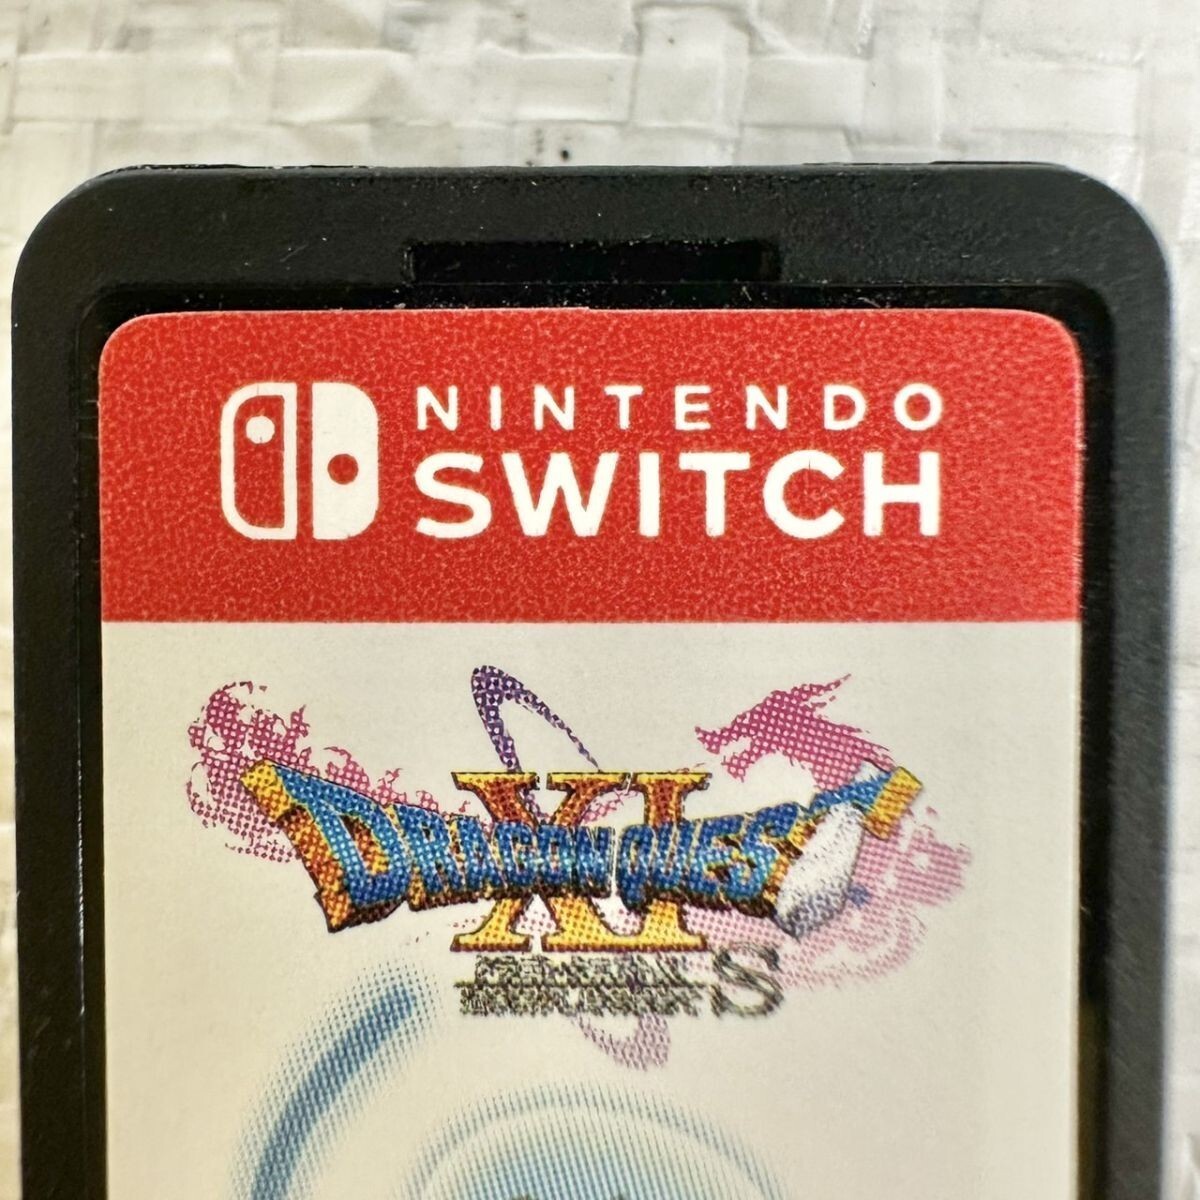 NINTENDO
SWITCH
XI
DRAGON QUEST
S